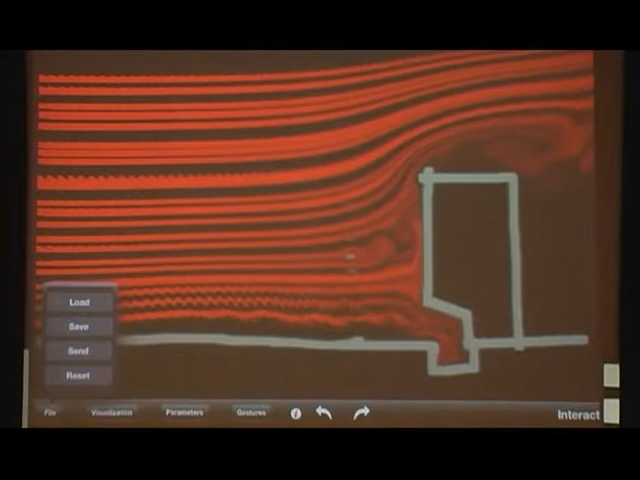 Load
Save
Send
Reset
File Visualization Parameters Gestures i Interact